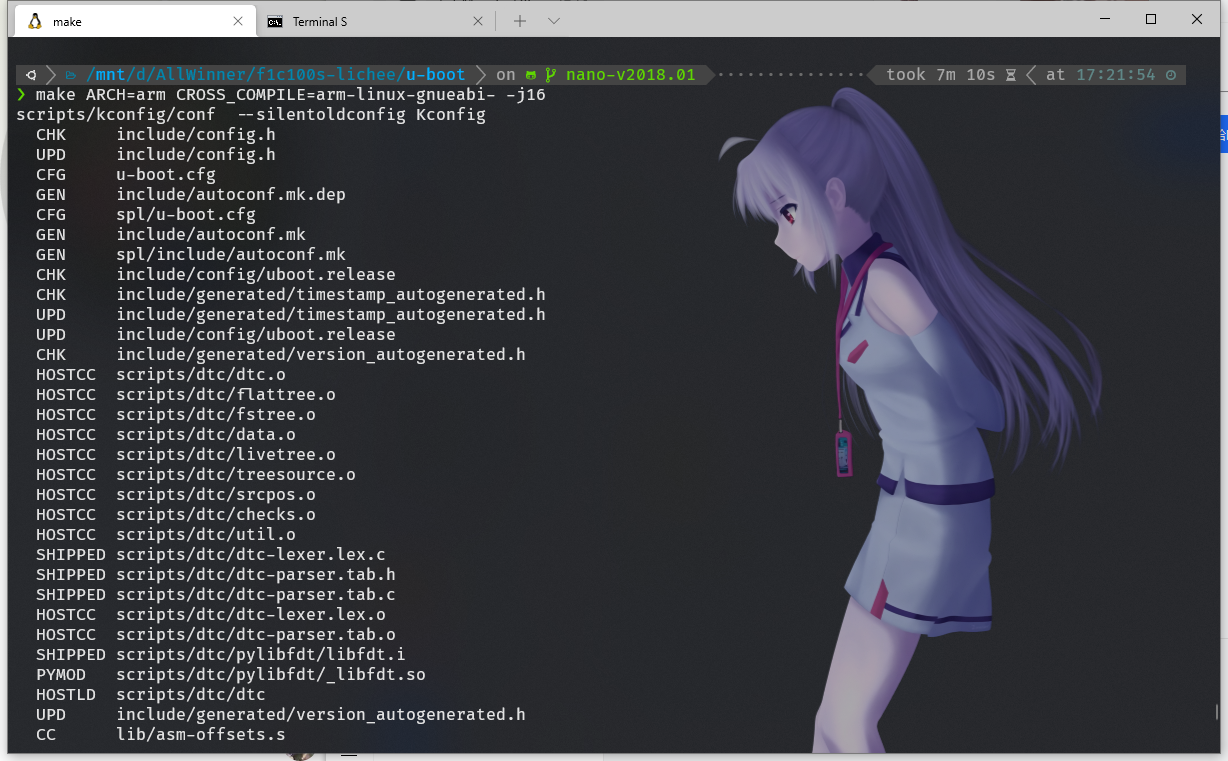 make
Terminal S
/mnt/d/AllWinner/f1c100s-lichee/u-boot on nano-v2018.01 took 7m 10s at 17:21:54
❯ make ARCH=arm CROSS_COMPILE=arm-linux-gnueabi- -j16
scripts/kconfig/conf  --silentoldconfig Kconfig
  CHK     include/config.h
  UPD     include/config.h
  CFG     u-boot.cfg
  GEN     include/autoconf.mk.dep
  CFG     spl/u-boot.cfg
  GEN     include/autoconf.mk
  GEN     spl/include/autoconf.mk
  CHK     include/config/uboot.release
  CHK     include/generated/timestamp_autogenerated.h
  UPD     include/generated/timestamp_autogenerated.h
  UPD     include/config/uboot.release
  CHK     include/generated/version_autogenerated.h
  HOSTCC  scripts/dtc/dtc.o
  HOSTCC  scripts/dtc/flattree.o
  HOSTCC  scripts/dtc/fstree.o
  HOSTCC  scripts/dtc/data.o
  HOSTCC  scripts/dtc/livetree.o
  HOSTCC  scripts/dtc/treesource.o
  HOSTCC  scripts/dtc/srcpos.o
  HOSTCC  scripts/dtc/checks.o
  HOSTCC  scripts/dtc/util.o
  SHIPPED scripts/dtc/dtc-lexer.lex.c
  SHIPPED scripts/dtc/dtc-parser.tab.h
  SHIPPED scripts/dtc/dtc-parser.tab.c
  HOSTCC  scripts/dtc/dtc-lexer.lex.o
  HOSTCC  scripts/dtc/dtc-parser.tab.o
  SHIPPED scripts/dtc/pylibfdt/libfdt.i
  PYMOD   scripts/dtc/pylibfdt/_libfdt.so
  HOSTLD  scripts/dtc/dtc
  UPD     include/generated/version_autogenerated.h
  CC      lib/asm-offsets.s